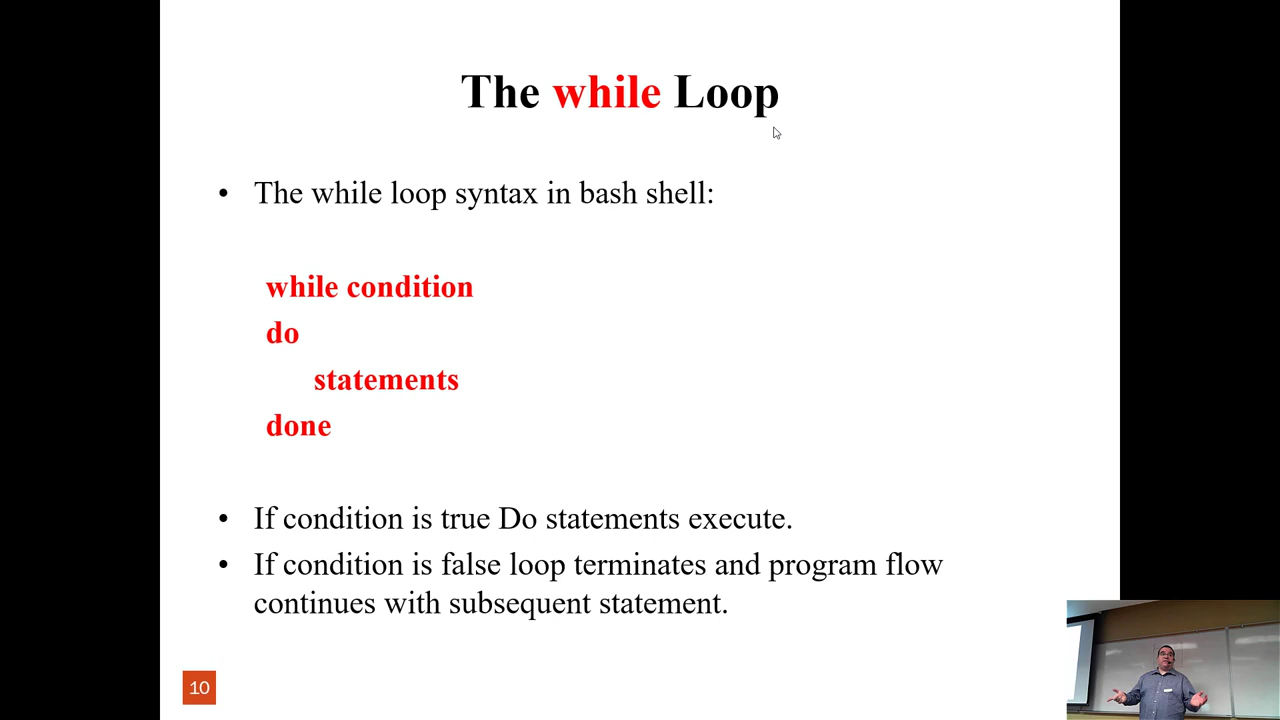 The while Loop
• The while loop syntax in bash shell:
while condition
do
statements
done
• If condition is true Do statements execute.
• If condition is false loop terminates and program flow
continues with subsequent statement.
10